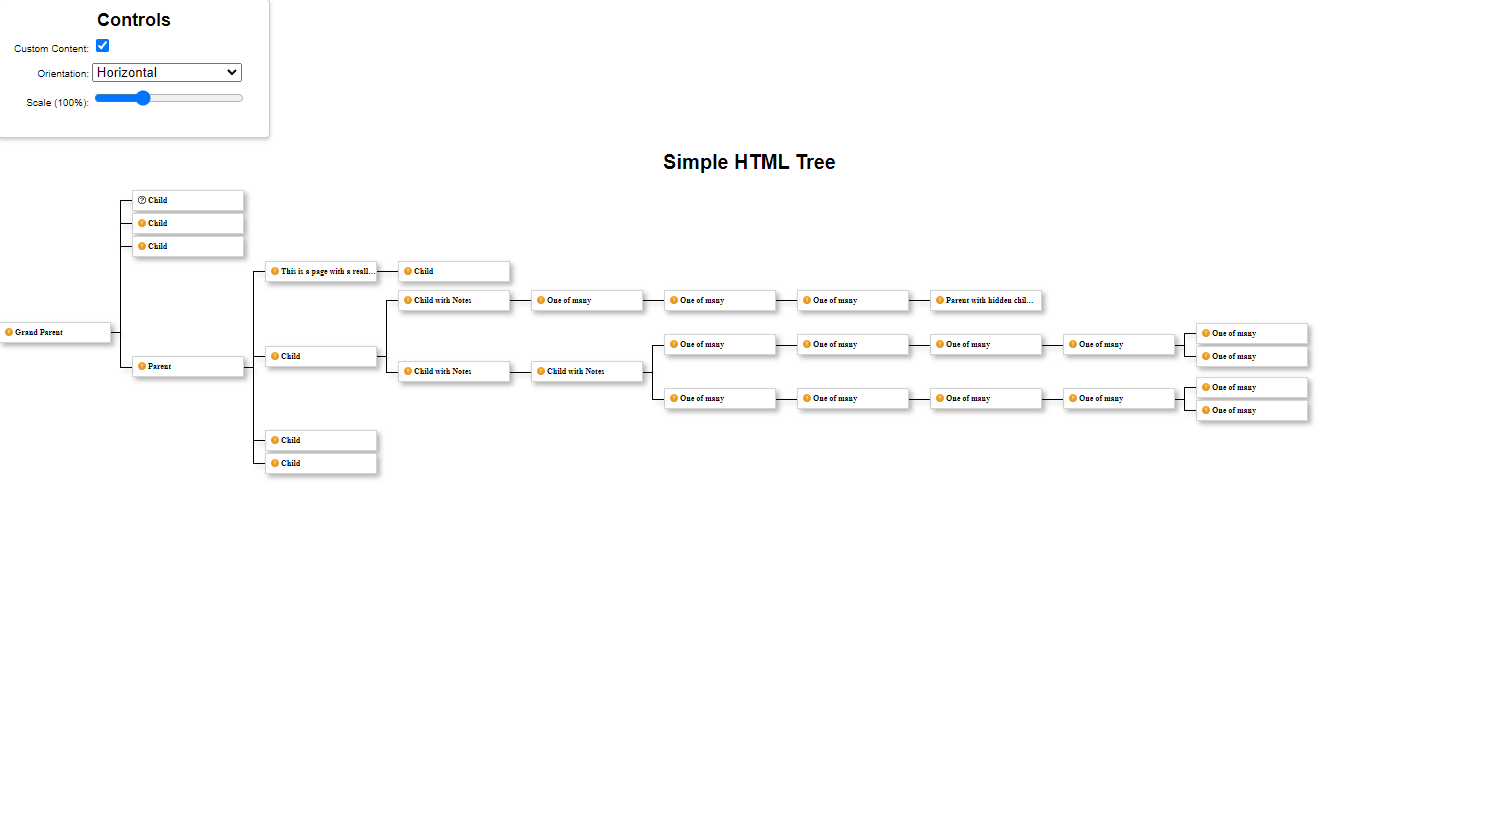 Controls
Custom Content:
Orientation: Horizontal
Scale (100%):
Simple HTML Tree
Child
Child
Child
This is a page with a reall... Child
Child with Notes One of many One of many One of many Parent with hidden chil...
Grand Parent
One of many
One of many One of many One of many One of many
Child
One of many
Parent
Child with Notes Child with Notes
One of many
One of many One of many One of many One of many
One of many
Child
Child